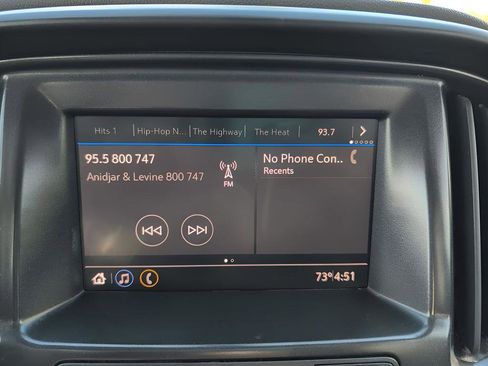 Hits 1 Hip-Hop N... The Highway The Heat 93.7
95.5 800 747
Anidjar & Levine 800 747
FM
No Phone Con..
Recents
73° 4:51